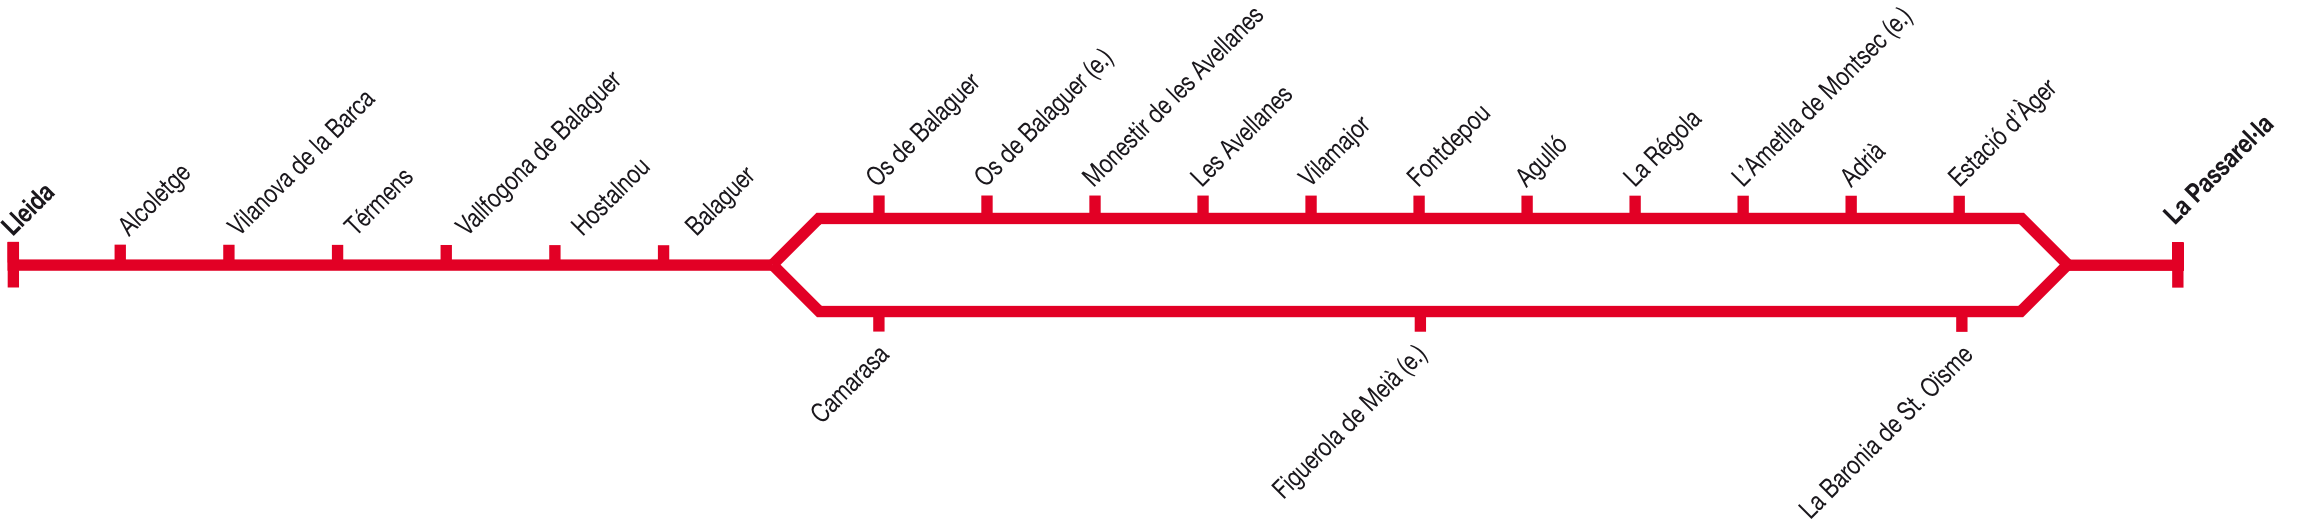 Lleida
Alcoletge
Vilanova de la Barca
Térmens
Vallfogona de Balaguer
Hostalnou
Balaguer
Os de Balaguer
Os de Balaguer (e.)
Monestir de les Avellanes
Les Avellanes
Vilamajor
Fontdepou
Agulló
La Régola
L'Ametlla de Montsec (e.)
Adrià
Estació d'Àger
La Passarel·la
Camarasa
Figuerola de Meià (e.)
La Baronia de St. Oïsme